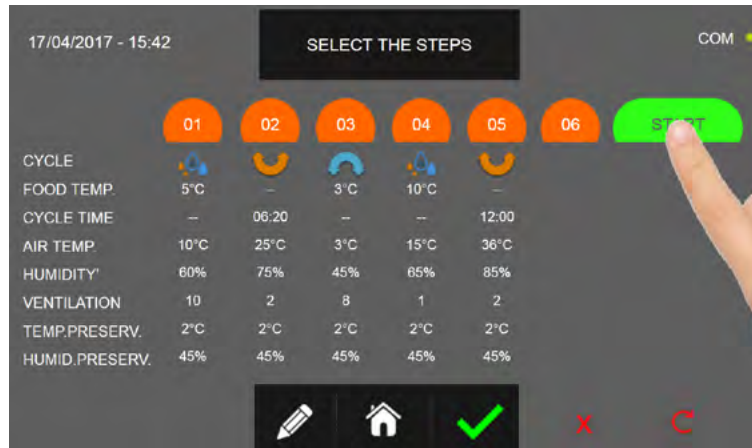 17/04/2017 - 15:42 SELECT THE STEPS COM
01 02 03 04 05 06 START
CYCLE
FOOD TEMP. 5°C -- 3°C 10°C --
CYCLE TIME -- 06:20 -- -- 12:00
AIR TEMP. 10°C 25°C 3°C 15°C 36°C
HUMIDITY' 60% 75% 45% 65% 85%
VENTILATION 10 2 8 1 2
TEMP.PRESERV. 2°C 2°C 2°C 2°C 2°C
HUMID.PRESERV. 45% 45% 45% 45% 45%
X